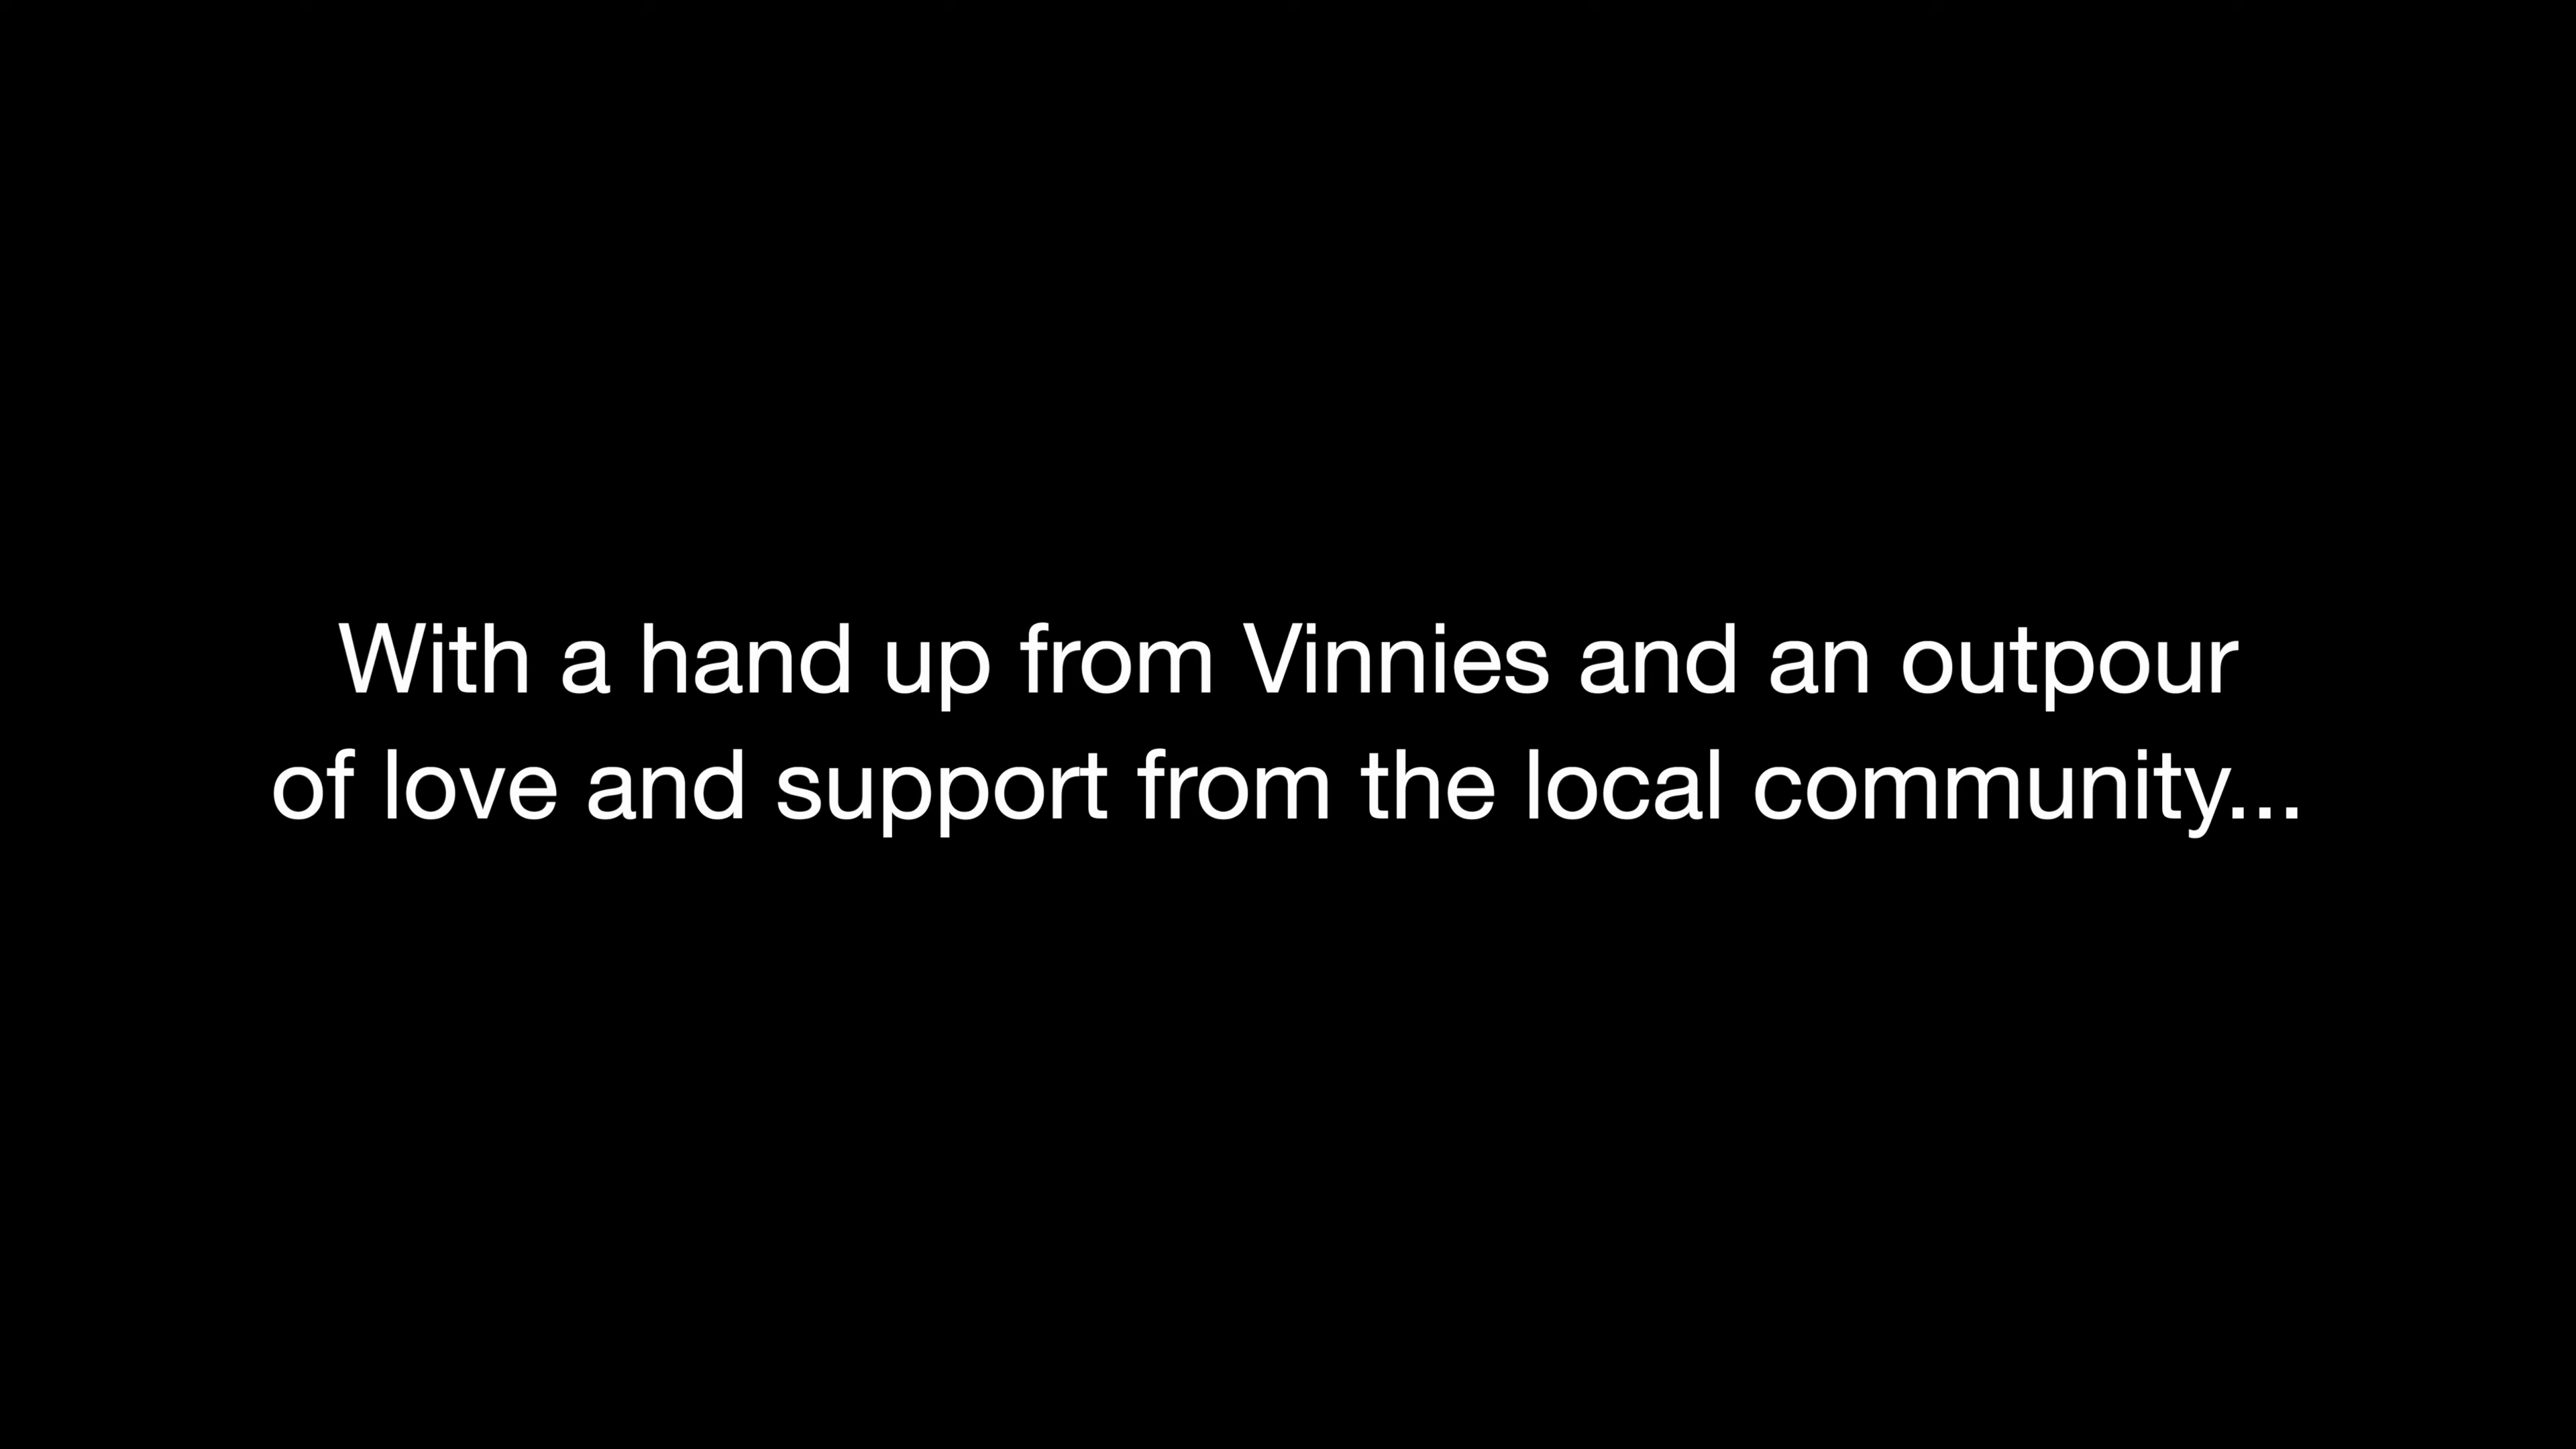 With a hand up from Vinnies and an outpour
of love and support from the local community...